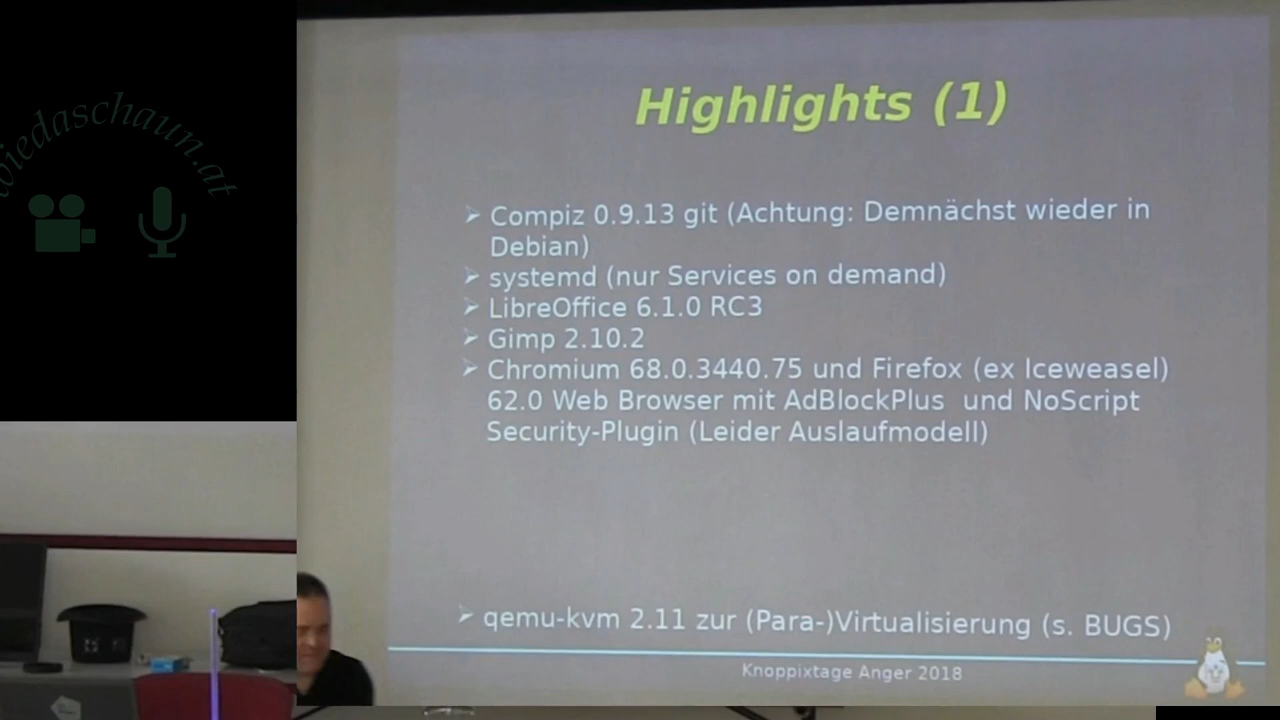 wiedaschaun.at
Highlights (1)
➢ Compiz 0.9.13 git (Achtung: Demnächst wieder in
Debian)
➢ systemd (nur Services on demand)
➢ LibreOffice 6.1.0 RC3
➢ Gimp 2.10.2
➢ Chromium 68.0.3440.75 und Firefox (ex Iceweasel)
62.0 Web Browser mit AdBlockPlus und NoScript
Security-Plugin (Leider Auslaufmodell)
➢ qemu-kvm 2.11 zur (Para-)Virtualisierung (s. BUGS)
Knoppixtage Anger 2018